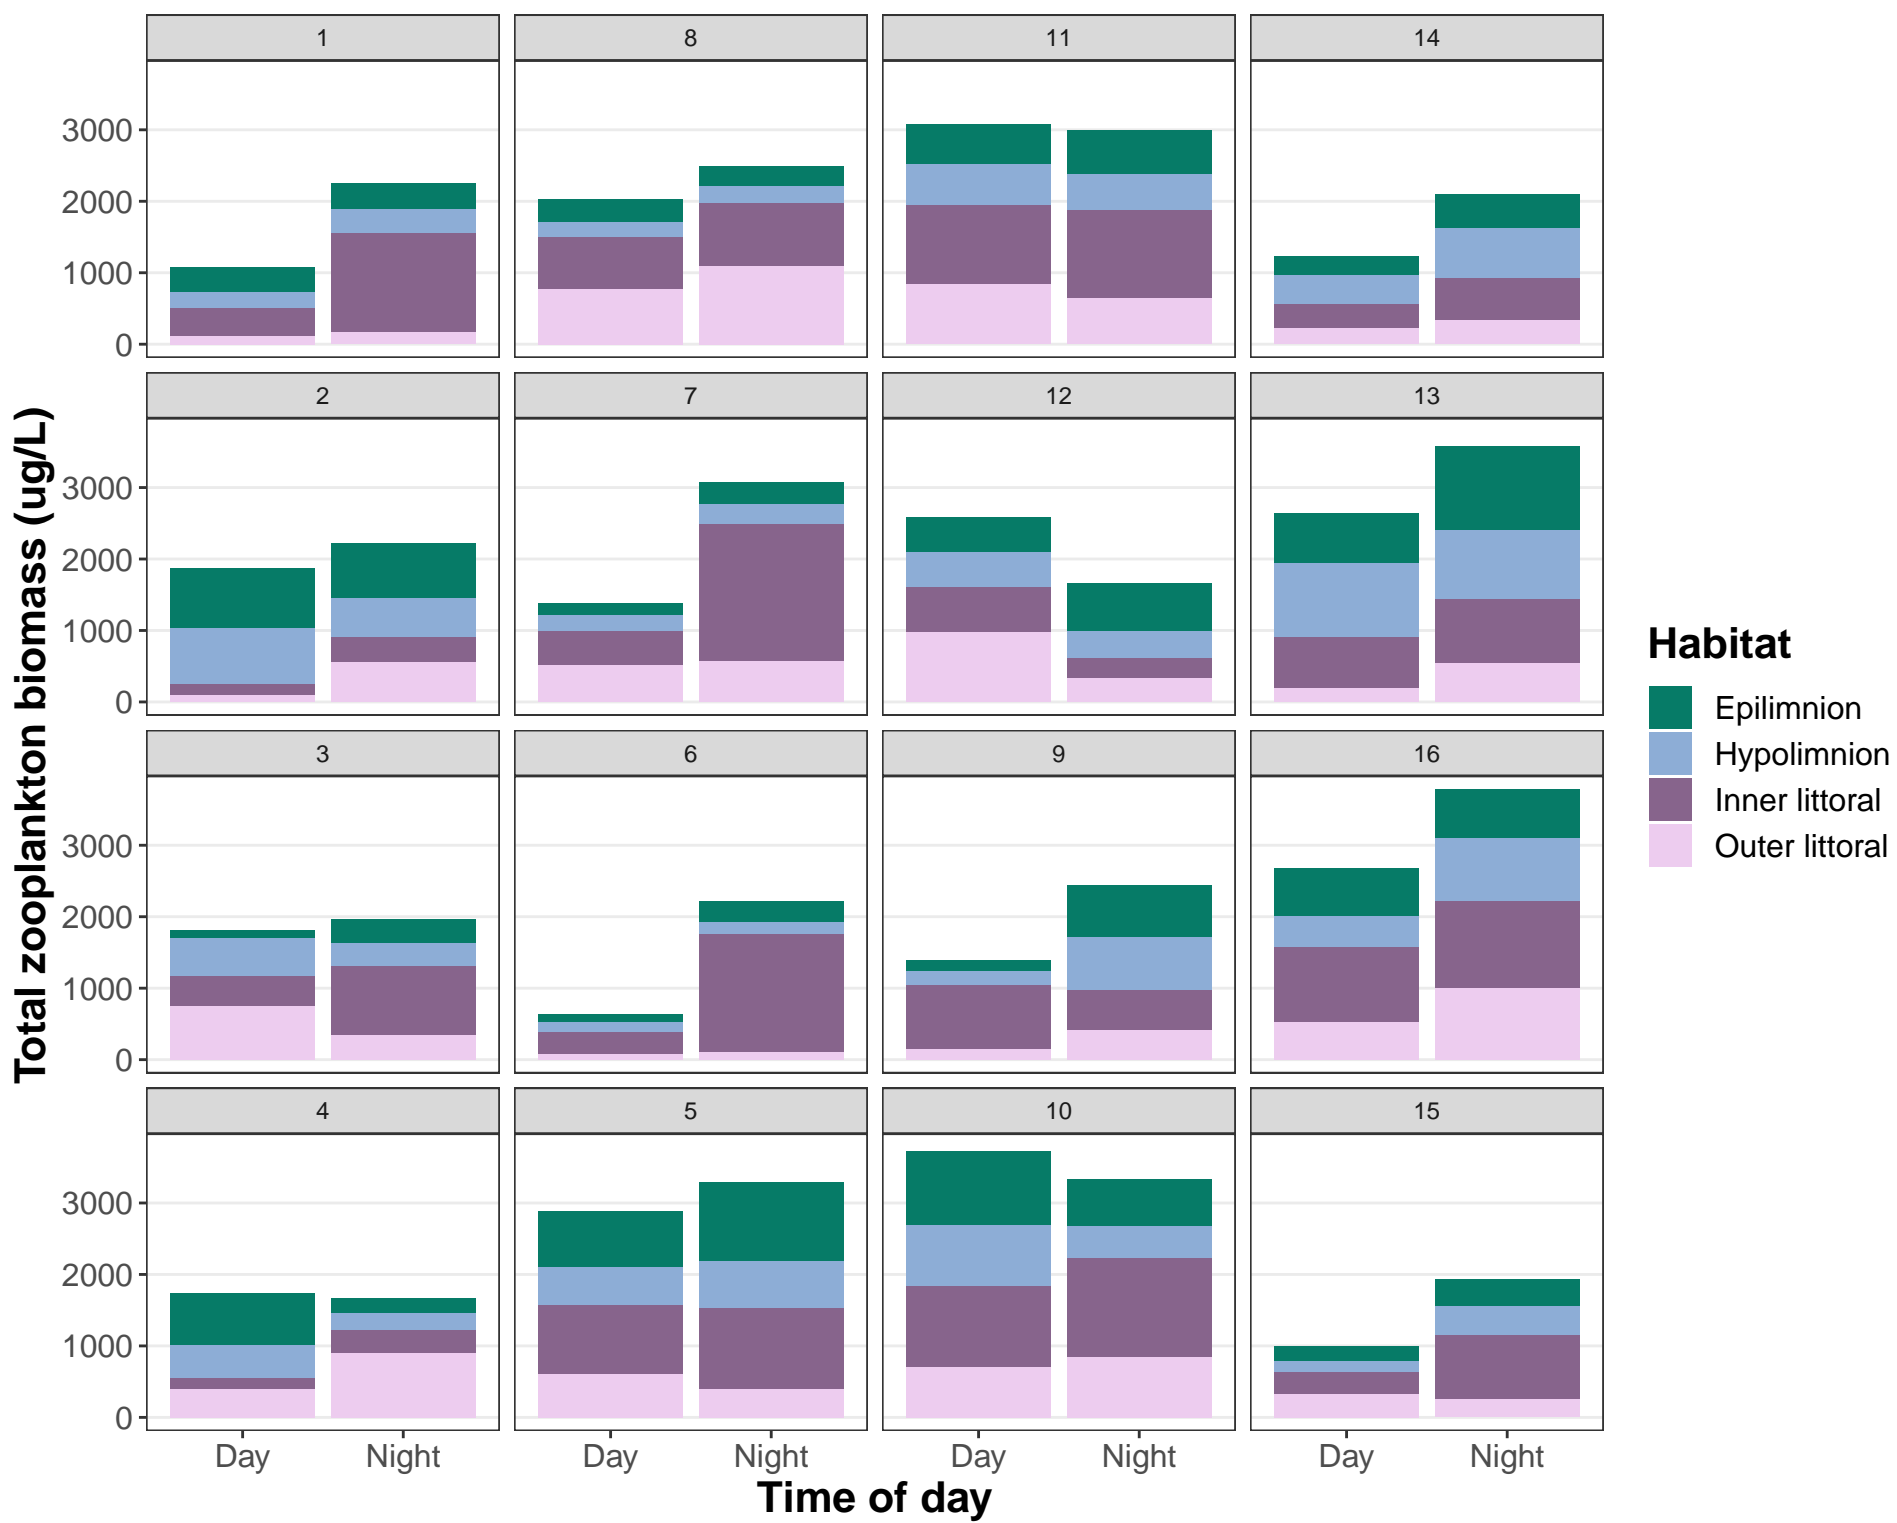 1 8 11 14
3000
2000
1000
0
2 7 12 13
3000
2000
1000
0
3 6 9 16
3000
2000
1000
0
4 5 10 15
3000
2000
1000
0
Day Night Day Night Day Night Day Night
Time of day
Total zooplankton biomass (ug/L)
Habitat
Epilimnion
Hypolimnion
Inner littoral
Outer littoral